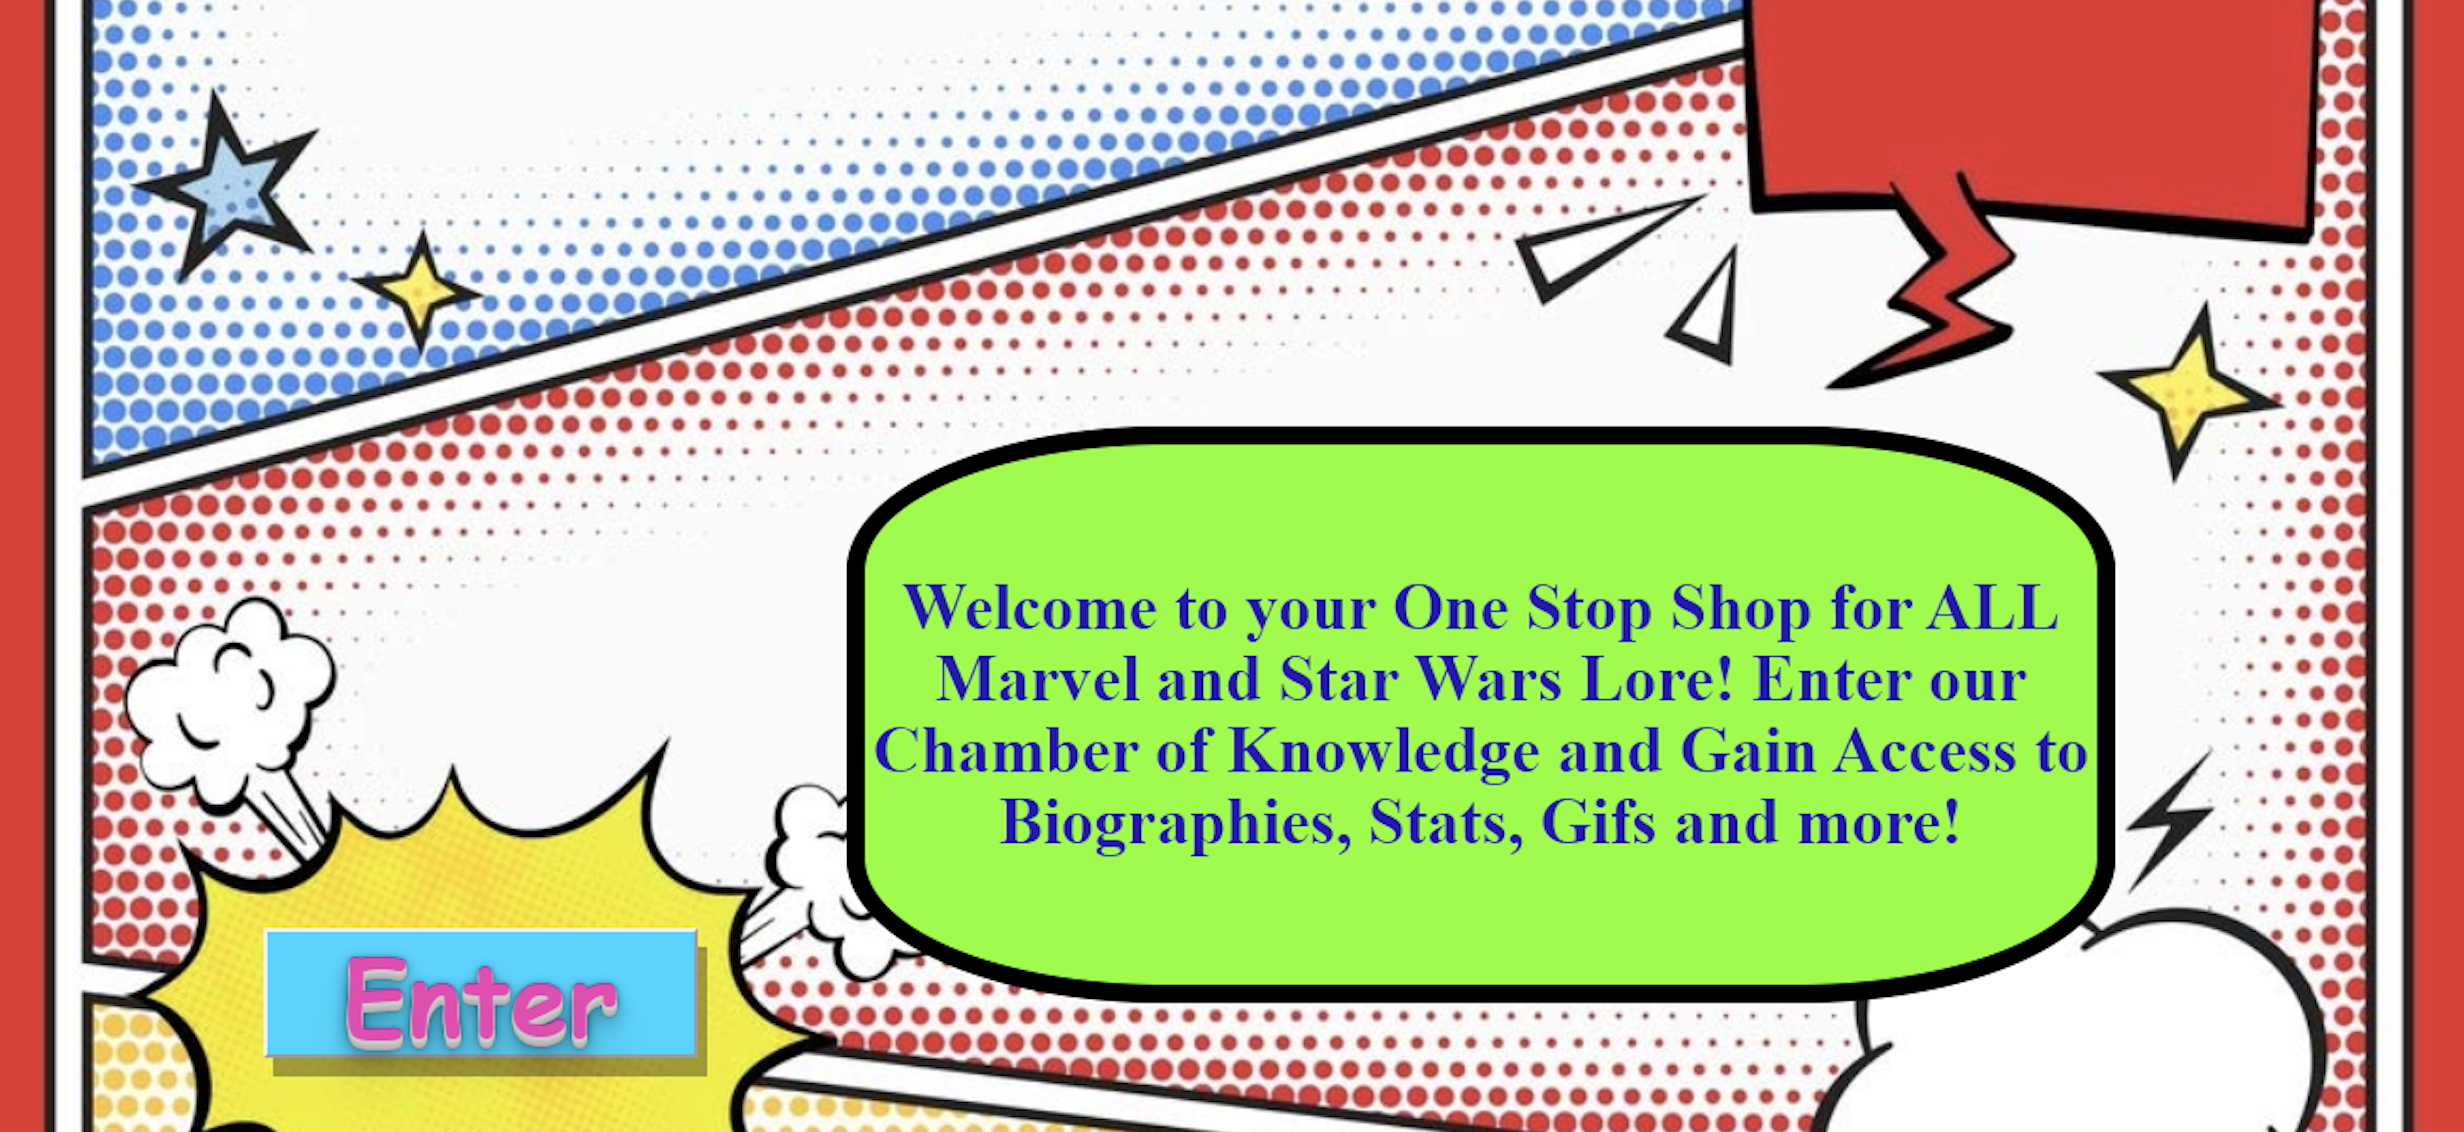 Welcome to your One Stop Shop for ALL
Marvel and Star Wars Lore! Enter our
Chamber of Knowledge and Gain Access to
Biographies, Stats, Gifs and more!
Enter